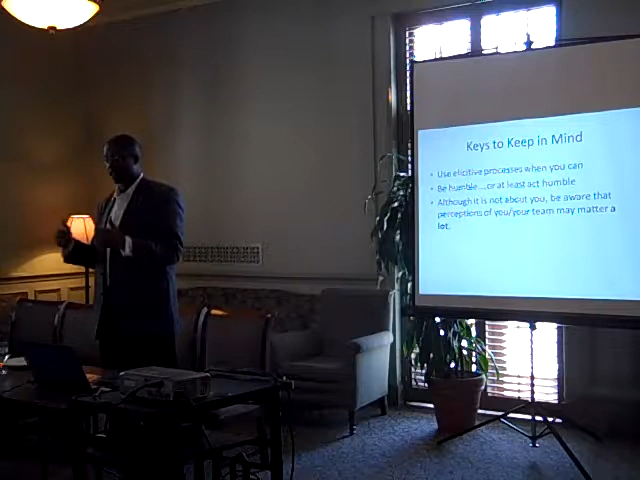 Keys to Keep in Mind
• Use elicitive processes when you can
• Be humble....or at least act humble
• Although it is not about you, be aware that
perceptions of you/your team may matter a
lot.